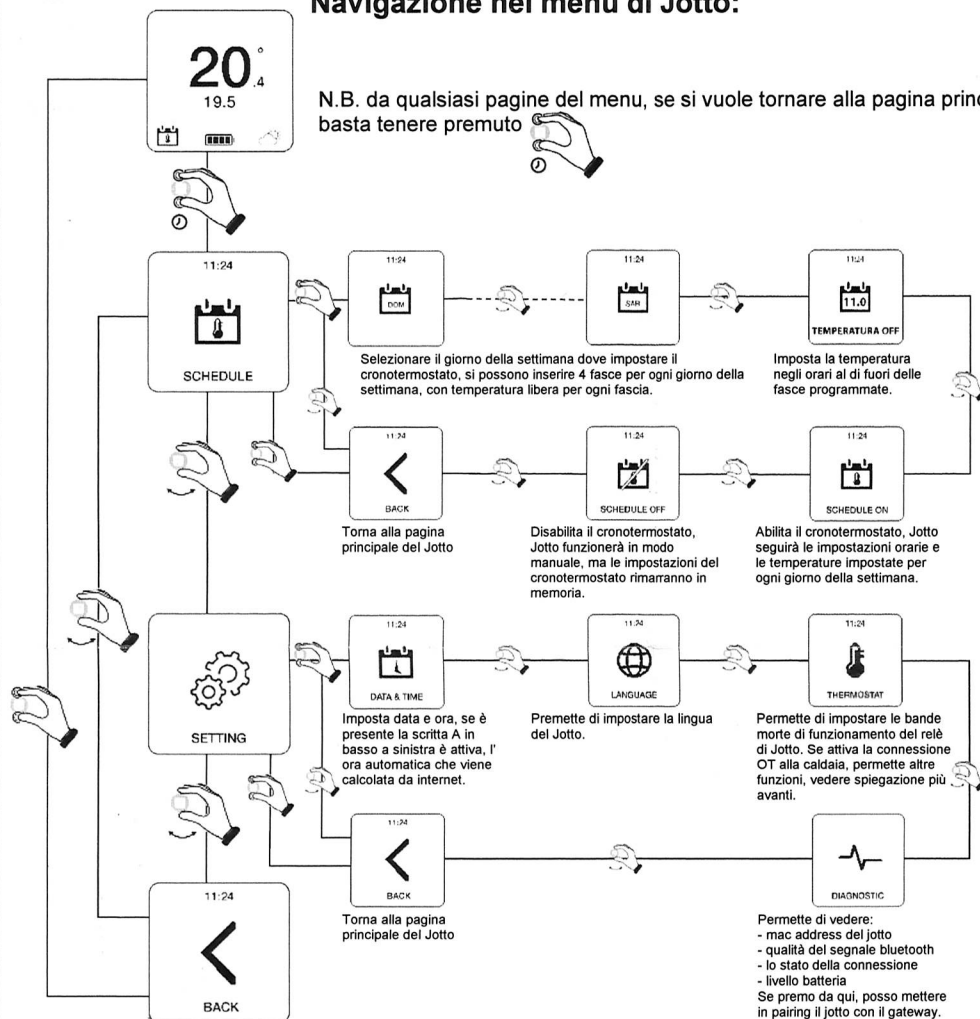 Navigazione nel menù di Jotto:
20°.4
19.5
N.B. da qualsiasi pagine del menu, se si vuole tornare alla pagina princ
basta tenere premuto
11:24
SCHEDULE
11:24
DOM
11:24
SAB
11:24
11.0
TEMPERATURA OFF
Selezionare il giorno della settimana dove impostare il
cronotermostato, si possono inserire 4 fasce per ogni giorno della
settimana, con temperatura libera per ogni fascia.
Imposta la temperatura
negli orari al di fuori delle
fasce programmate.
11:24
BACK
11:24
SCHEDULE OFF
11:24
SCHEDULE ON
Torna alla pagina
principale del Jotto
Disabilita il cronotermostato,
Jotto funzionerà in modo
manuale, ma le impostazioni del
cronotermostato rimarranno in
memoria.
Abilita il cronotermostato, Jotto
seguirà le impostazioni orarie e
le temperature impostate per
ogni giorno della settimana.
SETTING
11:24
DATA & TIME
11:24
LANGUAGE
11:24
THERMOSTAT
Imposta data e ora, se è
presente la scritta A in
basso a sinistra è attiva, l'
ora automatica che viene
calcolata da internet.
Premette di impostare la lingua
del Jotto.
Permette di impostare le bande
morte di funzionamento del relè
di Jotto. Se attiva la connessione
OT alla caldaia, permette altre
funzioni, vedere spiegazione più
avanti.
11:24
BACK
DIAGNOSTIC
Torna alla pagina
principale del Jotto
Permette di vedere:
- mac address del jotto
- qualità del segnale bluetooth
- lo stato della connessione
- livello batteria
Se premo da qui, posso mettere
in pairing il jotto con il gateway.
11:24
BACK